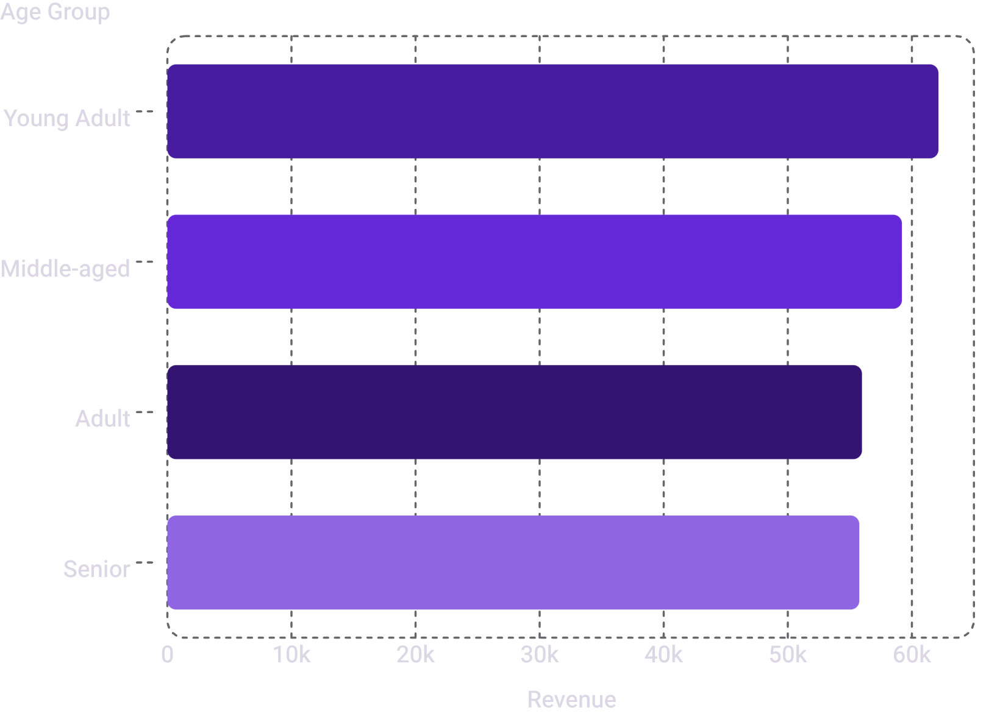 Age Group
Young Adult
Middle-aged
Adult
Senior
0 10k 20k 30k 40k 50k 60k
Revenue